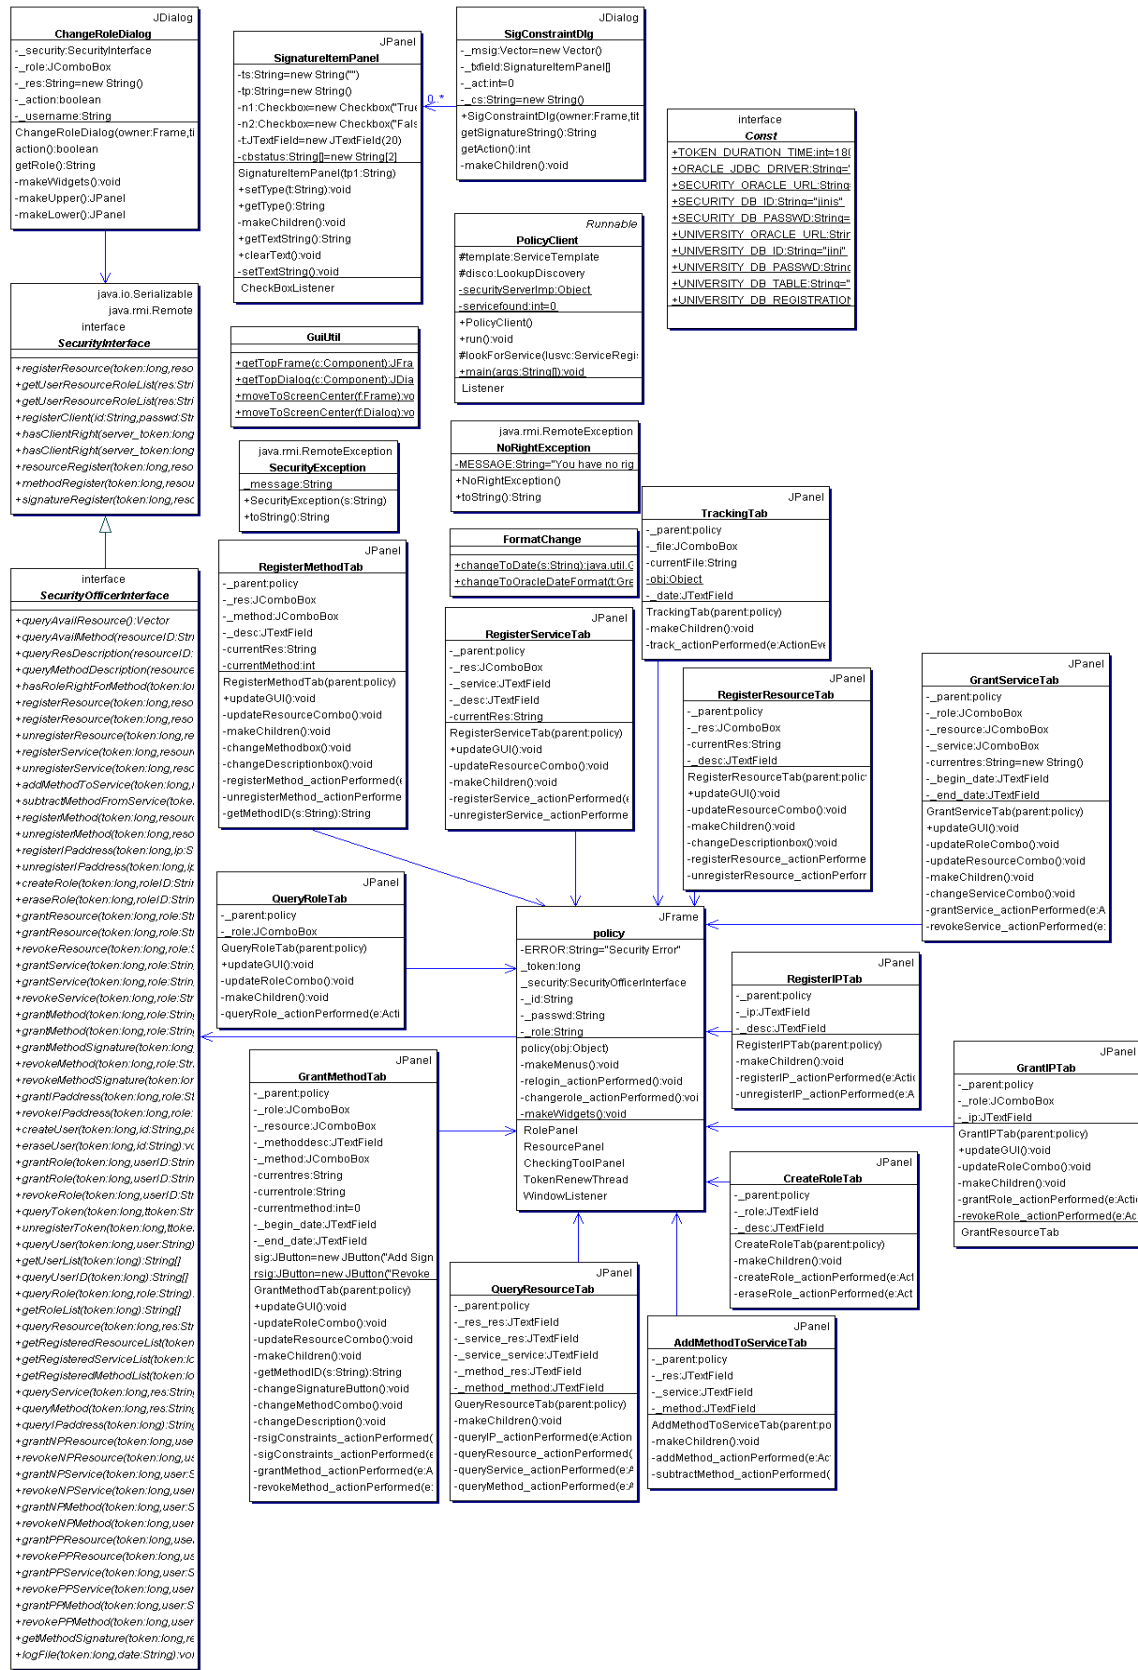 JDialog
ChangeRoleDialog
-_security:SecurityInterface
-_role:JComboBox
-_res:String=new String()
-_action:boolean
-_username:String
ChangeRoleDialog(owner:Frame,ti
action():boolean
getRole():String
-makeWidgets():void
-makeUpper():JPanel
-makeLower():JPanel
JPanel
SignatureItemPanel
-ts:String=new String("")
-tp:String=new String()
-n1:Checkbox=new Checkbox("True
-n2:Checkbox=new Checkbox("Fals
-t:JTextField=new JTextField(20)
-cbstatus:String[]=new String[2]
SignatureItemPanel(tp1:String)
+setType(t:String):void
+getType():String
-makeChildren():void
+getTextString():String
+clearText():void
-setTextString():void
CheckBoxListener
0..*
JDialog
SigConstraintDlg
-_msig:Vector=new Vector()
-_txfield:SignatureItemPanel[]
-_act:int=0
-_cs:String=new String()
+SigConstraintDlg(owner:Frame,tit
getSignatureString():String
getAction():int
-makeChildren():void
interface
Const
+TOKEN_DURATION_TIME:int=180
+ORACLE_JDBC_DRIVER:String="
+SECURITY_ORACLE_URL:String=
+SECURITY_DB_ID:String="jinis"
+SECURITY_DB_PASSWD:String=
+UNIVERSITY_ORACLE_URL:Strin
+UNIVERSITY_DB_ID:String="jini"
+UNIVERSITY_DB_PASSWD:String
+UNIVERSITY_DB_TABLE:String="
+UNIVERSITY_DB_REGISTRATION
Runnable
PolicyClient
#template:ServiceTemplate
#disco:LookupDiscovery
-securityServerImp:Object
-servicefound:int=0
+PolicyClient()
+run():void
#lookForService(lusvc:ServiceRegi
+main(args:String[]):void
Listener
java.io.Serializable
java.rmi.Remote
interface
SecurityInterface
+registerResource(token:long,reso
+getUserResourceRoleList(res:Stri
+getUserResourceRoleList(res:Stri
+registerClient(id:String,passwd:Str
+hasClientRight(server_token:long
+hasClientRight(server_token:long
+resourceRegister(token:long,reso
+methodRegister(token:long,resou
+signatureRegister(token:long,resc
GuiUtil
+getTopFrame(c:Component):JFra
+getTopDialog(c:Component):JDia
+moveToScreenCenter(f:Frame):vo
+moveToScreenCenter(f:Dialog):vo
java.rmi.RemoteException
SecurityException
_message:String
+SecurityException(s:String)
+toString():String
java.rmi.RemoteException
NoRightException
-MESSAGE:String="You have no rig
+NoRightException()
+toString():String
FormatChange
+changeToDate(s:String):java.util.G
+changeToOracleDateFormat(t:Gre
JPanel
TrackingTab
-_parent:policy
-_file:JComboBox
-currentFile:String
-obj:Object
-_date:JTextField
TrackingTab(parent:policy)
-makeChildren():void
-track_actionPerformed(e:ActionEve
JPanel
RegisterMethodTab
-_parent:policy
-_res:JComboBox
-_method:JComboBox
-_desc:JTextField
-currentRes:String
-currentMethod:int
RegisterMethodTab(parent:policy)
+updateGUI():void
-updateResourceCombo():void
-makeChildren():void
-changeMethodbox():void
-changeDescriptionbox():void
-registerMethod_actionPerformed(e
-unregisterMethod_actionPerforme
-getMethodID(s:String):String
JPanel
RegisterServiceTab
-_parent:policy
-_res:JComboBox
-_service:JTextField
-_desc:JTextField
-currentRes:String
RegisterServiceTab(parent:policy)
+updateGUI():void
-updateResourceCombo():void
-makeChildren():void
-registerService_actionPerformed(e
-unregisterService_actionPerforme
JPanel
RegisterResourceTab
-_parent:policy
-_res:JComboBox
-currentRes:String
-_desc:JTextField
RegisterResourceTab(parent:policy
+updateGUI():void
-updateResourceCombo():void
-makeChildren():void
-changeDescriptionbox():void
-registerResource_actionPerforme
-unregisterResource_actionPerforr
JPanel
GrantServiceTab
-_parent:policy
-_role:JComboBox
-_resource:JComboBox
-_service:JComboBox
-currentres:String=new String()
-_begin_date:JTextField
-_end_date:JTextField
GrantServiceTab(parent:policy)
+updateGUI():void
-updateRoleCombo():void
-updateResourceCombo():void
-makeChildren():void
-changeServiceCombo():void
-grantService_actionPerformed(e:A
-revokeService_actionPerformed(e:
interface
SecurityOfficerInterface
+queryAvailResource():Vector
+queryAvailMethod(resourceID:Stri
+queryResDescription(resourceID:
+queryMethodDescription(resource
+hasRoleRightForMethod(token:lon
+registerResource(token:long,reso
+registerResource(token:long,reso
+unregisterResource(token:long,re
+registerService(token:long,resour
+unregisterService(token:long,resc
+addMethodToService(token:long,r
+subtractMethodFromService(toke
+registerMethod(token:long,resour
+unregisterMethod(token:long,reso
+registerIPaddress(token:long,ip:S
+unregisterIPaddress(token:long,ip
+createRole(token:long,roleID:Strir
+eraseRole(token:long,roleID:Strin
+grantResource(token:long,role:Str
+grantResource(token:long,role:Str
+revokeResource(token:long,role:S
+grantService(token:long,role:String
+grantService(token:long,role:String
+revokeService(token:long,role:Stri
+grantMethod(token:long,role:String
+grantMethod(token:long,role:String
+grantMethodSignature(token:long,
+revokeMethod(token:long,role:Stri
+revokeMethodSignature(token:lor
+grantIPaddress(token:long,role:St
+revokeIPaddress(token:long,role:
+createUser(token:long,id:String,pa
+eraseUser(token:long,id:String):vo
+grantRole(token:long,userID:String
+grantRole(token:long,userID:String
+revokeRole(token:long,userID:Stri
+queryToken(token:long,ttoken:Str
+unregisterToken(token:long,ttoke
+queryUser(token:long,user:String)
+getUserList(token:long):String[]
+queryUserID(token:long):String[]
+queryRole(token:long,role:String):
+getRoleList(token:long):String[]
+queryResource(token:long,res:Stri
+getRegisteredResourceList(token
+getRegisteredServiceList(token:lo
+getRegisteredMethodList(token:lo
+queryService(token:long,res:String
+queryMethod(token:long,res:String
+queryIPaddress(token:long):String
+grantNPResource(token:long,use
+revokeNPResource(token:long,us
+grantNPService(token:long,user:S
+revokeNPService(token:long,user
+grantNPMethod(token:long,user:S
+revokeNPMethod(token:long,user
+grantPPResource(token:long,use
+revokePPResource(token:long,us
+grantPPService(token:long,user:S
+revokePPService(token:long,user
+grantPPMethod(token:long,user:S
+revokePPMethod(token:long,user
+getMethodSignature(token:long,re
+logFile(token:long,date:String):voi
JPanel
QueryRoleTab
-_parent:policy
-_role:JComboBox
QueryRoleTab(parent:policy)
+updateGUI():void
-updateRoleCombo():void
-makeChildren():void
-queryRole_actionPerformed(e:Acti
JFrame
policy
-ERROR:String="Security Error"
_token:long
_security:SecurityOfficerInterface
-_id:String
-_passwd:String
-_role:String
policy(obj:Object)
-makeMenus():void
-relogin_actionPerformed():void
-changerole_actionPerformed():voi
-makeWidgets():void
RolePanel
ResourcePanel
CheckingToolPanel
TokenRenewThread
WindowListener
JPanel
RegisterIPTab
-_parent:policy
-_ip:JTextField
-_desc:JTextField
RegisterIPTab(parent:policy)
-makeChildren():void
-registerIP_actionPerformed(e:Actic
-unregisterIP_actionPerformed(e:A
JPanel
GrantIPTab
-_parent:policy
-_role:JComboBox
-_ip:JTextField
GrantIPTab(parent:policy)
+updateGUI():void
-updateRoleCombo():void
-makeChildren():void
-grantRole_actionPerformed(e:Actic
-revokeRole_actionPerformed(e:Act
GrantResourceTab
JPanel
GrantMethodTab
-_parent:policy
-_role:JComboBox
-_resource:JComboBox
-_methoddesc:JTextField
-_method:JComboBox
-currentres:String
-currentrole:String
-currentmethod:int=0
-_begin_date:JTextField
-_end_date:JTextField
sig:JButton=new JButton("Add Sign
rsig:JButton=new JButton("Revoke
GrantMethodTab(parent:policy)
+updateGUI():void
-updateRoleCombo():void
-updateResourceCombo():void
-makeChildren():void
-getMethodID(s:String):String
-changeSignatureButton():void
-changeMethodCombo():void
-changeDescription():void
-rsigConstraints_actionPerformed(
-sigConstraints_actionPerformed(e
-grantMethod_actionPerformed(e:A
-revokeMethod_actionPerformed(e:
JPanel
CreateRoleTab
-_parent:policy
-_role:JTextField
-_desc:JTextField
CreateRoleTab(parent:policy)
-makeChildren():void
-createRole_actionPerformed(e:Act
-eraseRole_actionPerformed(e:Act
JPanel
QueryResourceTab
-_parent:policy
-_res_res:JTextField
-_service_res:JTextField
-_service_service:JTextField
-_method_res:JTextField
-_method_method:JTextField
QueryResourceTab(parent:policy)
-makeChildren():void
-queryIP_actionPerformed(e:Action
-queryResource_actionPerformed(
-queryService_actionPerformed(e:A
-queryMethod_actionPerformed(e:A
JPanel
AddMethodToServiceTab
-_parent:policy
-_res:JTextField
-_service:JTextField
-_method:JTextField
AddMethodToServiceTab(parent:po
-makeChildren():void
-addMethod_actionPerformed(e:Ac
-subtractMethod_actionPerformed(